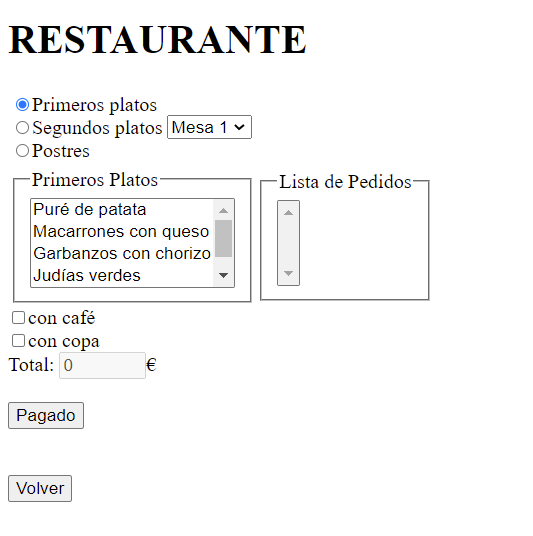 RESTAURANTE
Primeros platos
Segundos platos Mesa 1
Postres
Primeros Platos
Puré de patata
Macarrones con queso
Garbanzos con chorizo
Judías verdes
Lista de Pedidos
con café
con copa
Total: 0€
Pagado
Volver